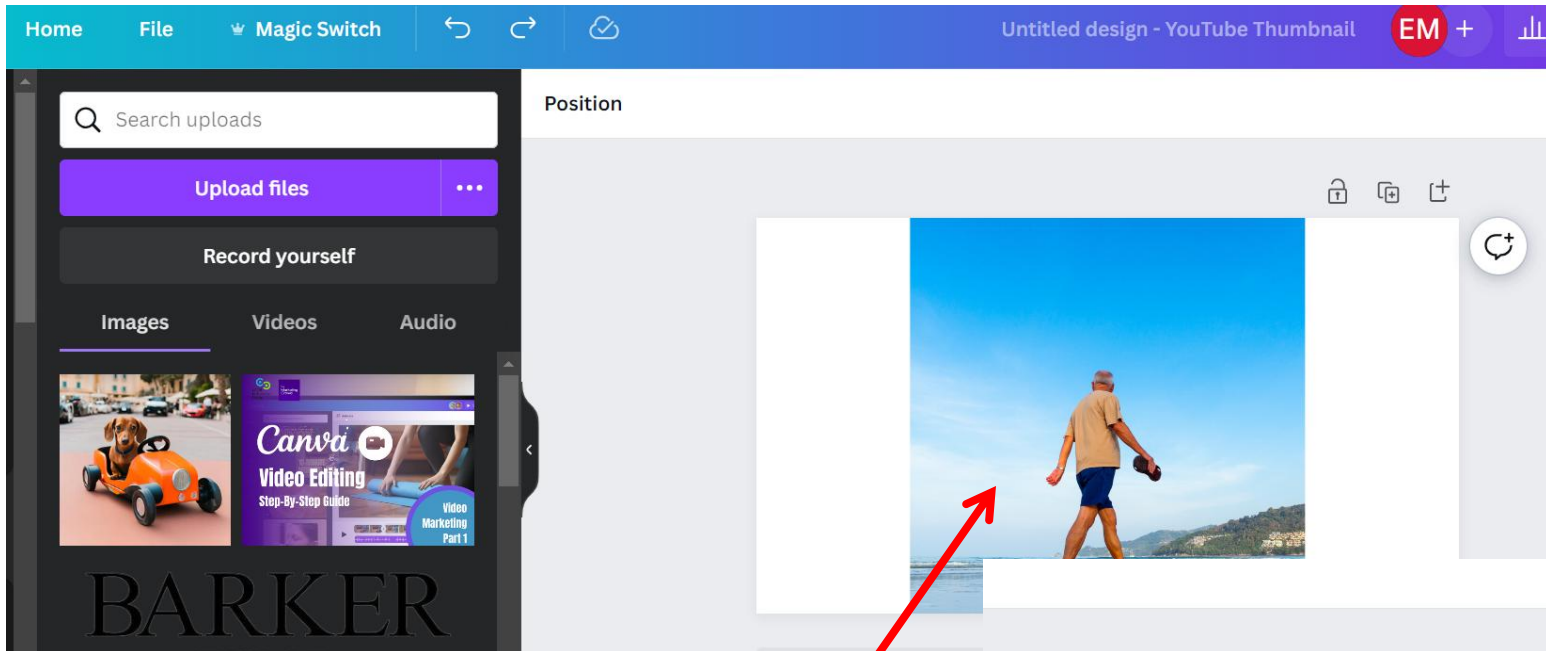 Home File Magic Switch Untitled design - YouTube Thumbnail EM +
Search uploads
Position
Upload files
Record yourself
Images Videos Audio
Canva
Video Editing
Step-By-Step Guide
Video
Marketing
Part 1
BARKER